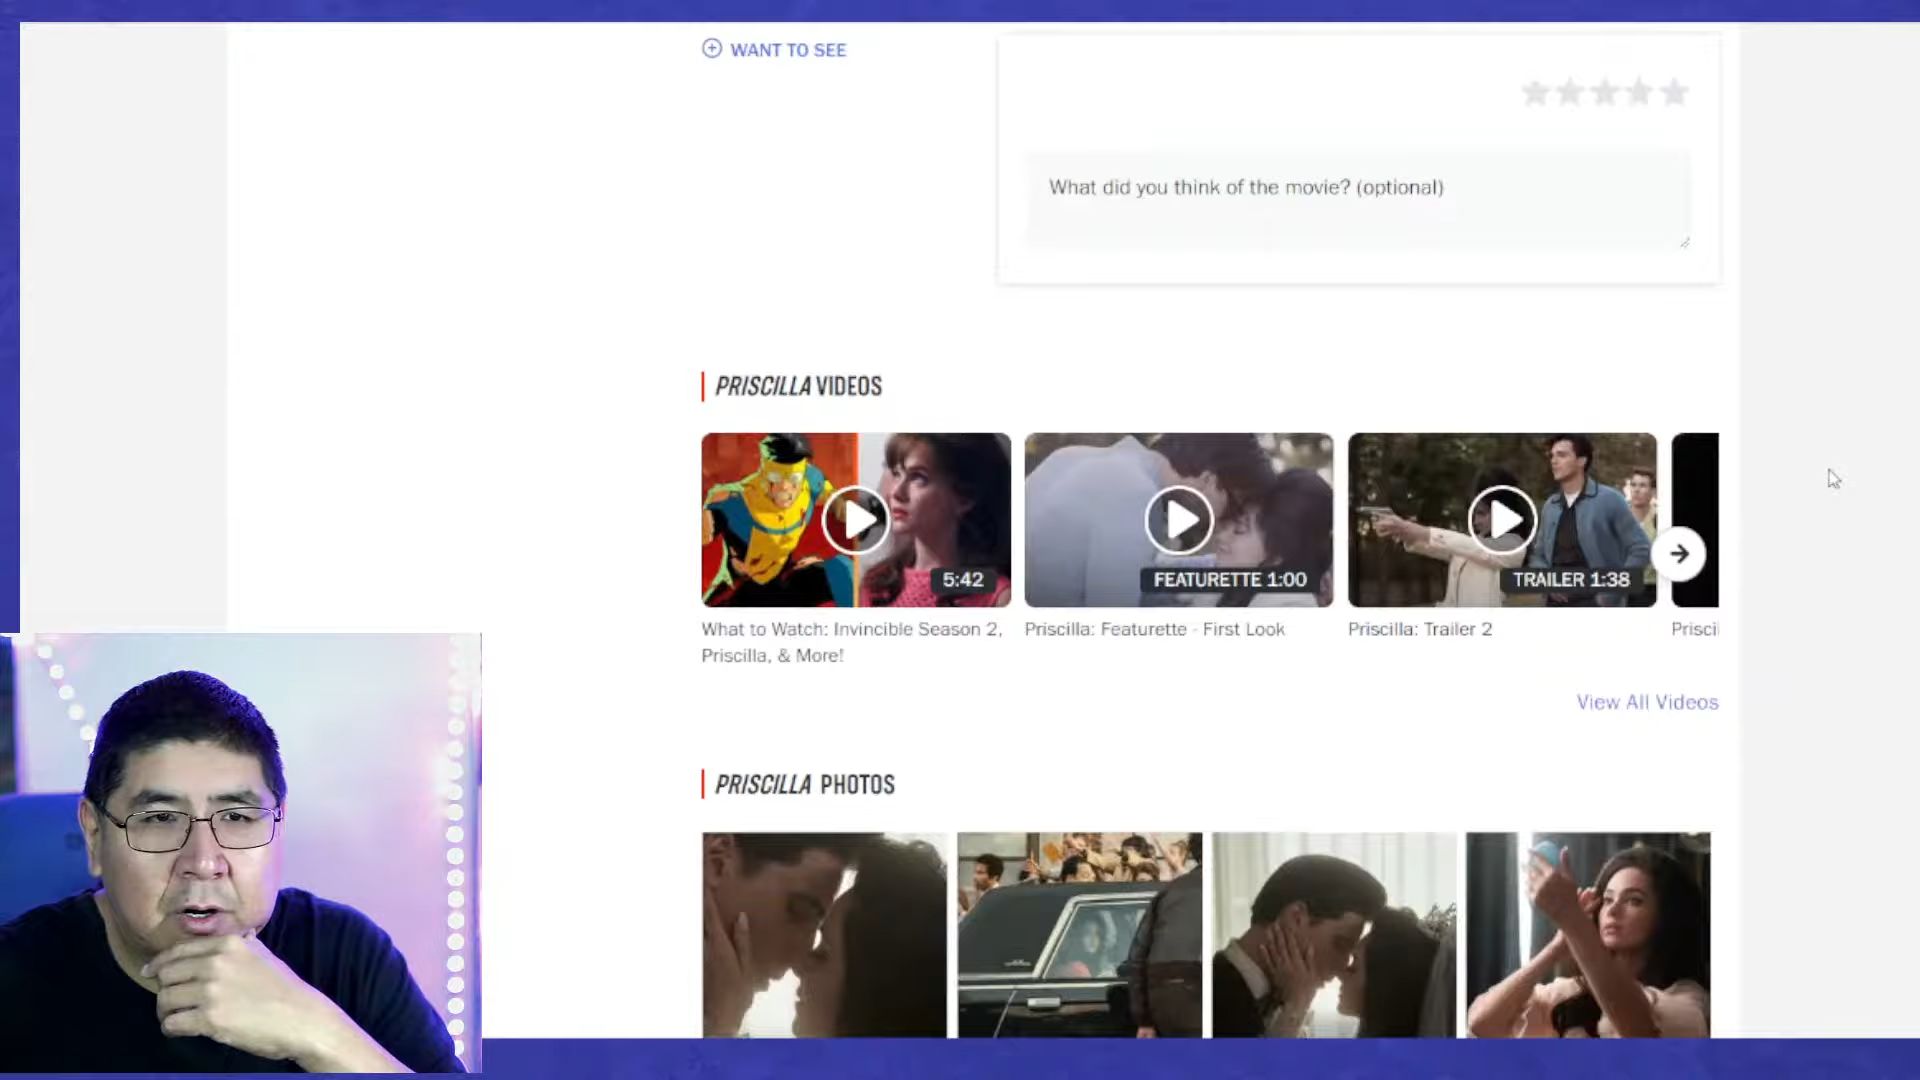 WANT TO SEE
What did you think of the movie? (optional)
PRISCILLA VIDEOS
5:42
FEATURETTE 1:00
TRAILER 1:38
What to Watch: Invincible Season 2,
Priscilla, & More!
Priscilla: Featurette - First Look
Priscilla: Trailer 2
Prisci
View All Videos
PRISCILLA PHOTOS